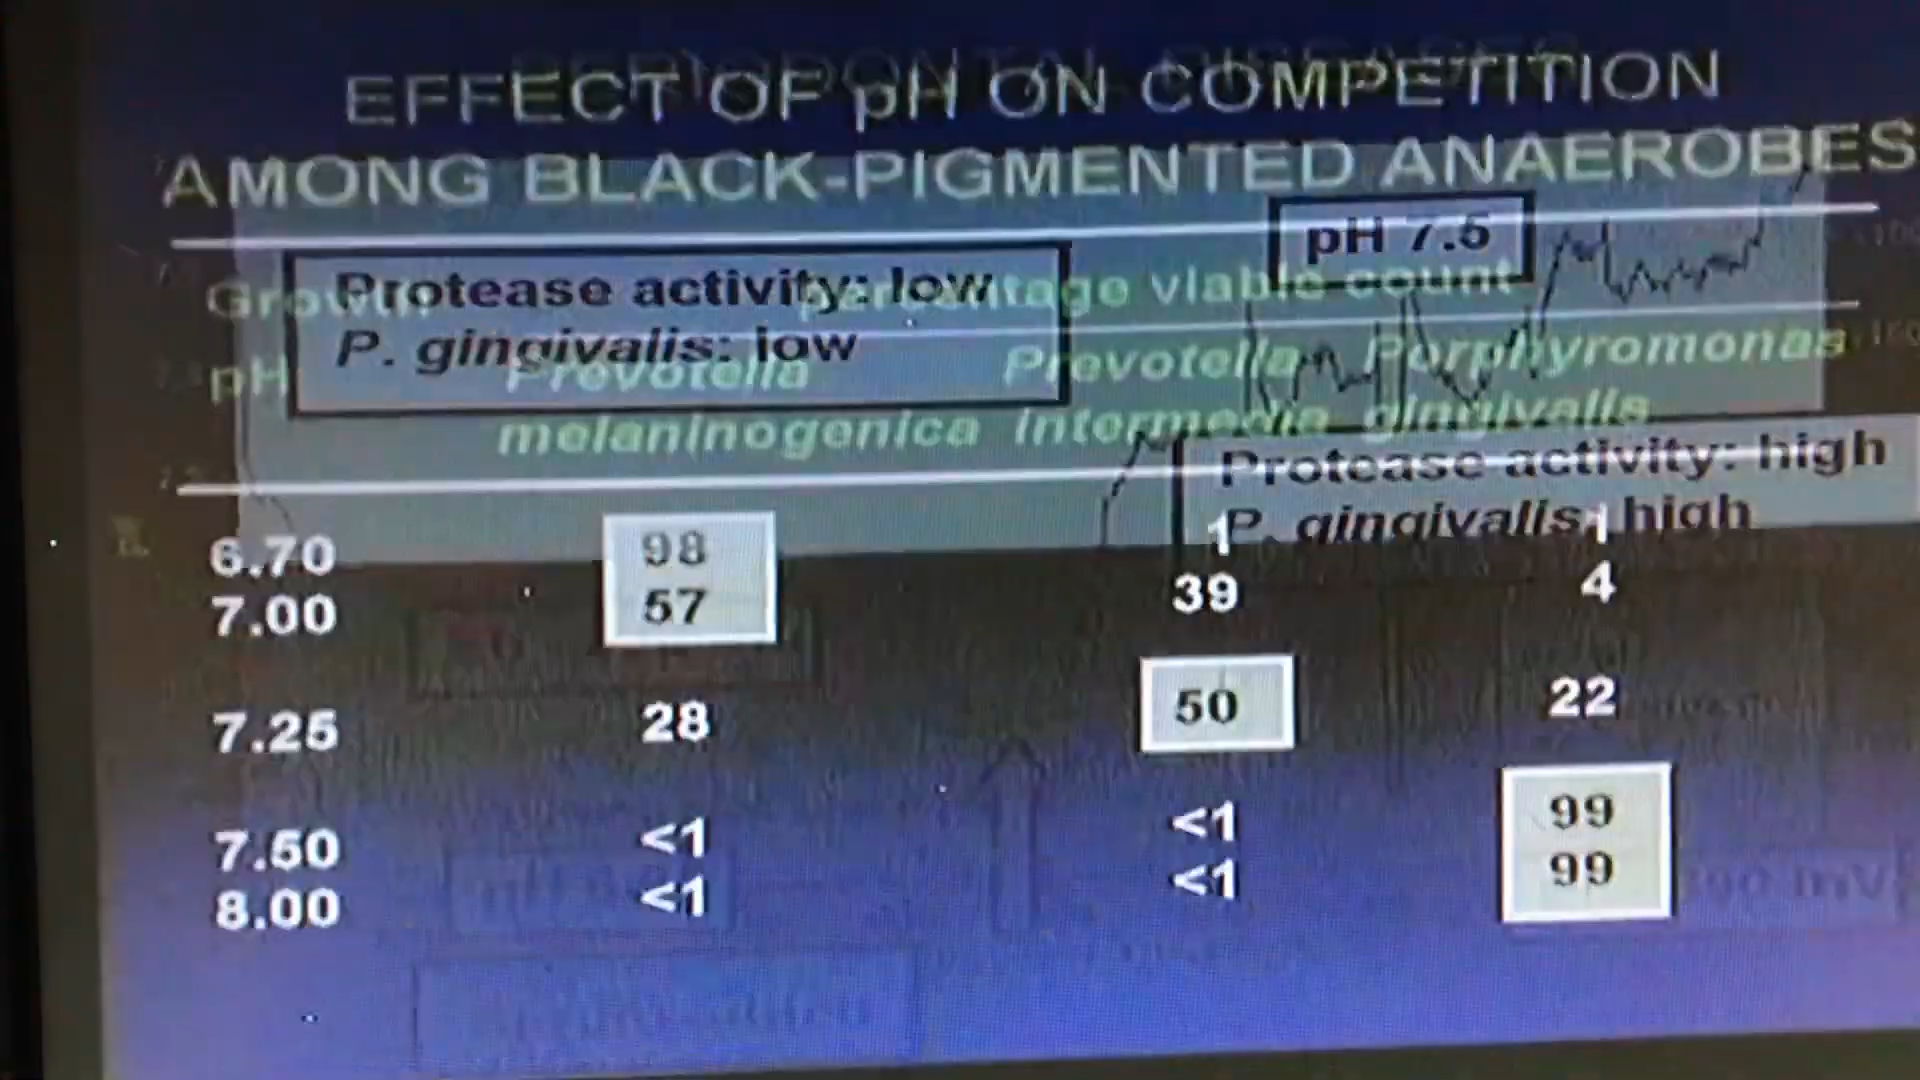 EFFECT OF pH ON COMPETITION
AMONG BLACK-PIGMENTED ANAEROBES
pH 7.5
Protease activity: low
P. gingivalis: low
Growth percentage viable count
pH Prevotella Prevotella Porphyromonas
melaninogenica intermedia gingivalis
Protease activity: high
P. gingivalis: high
6.70 98 1 1
7.00 57 39 4
7.25 28 50 22
7.50 <1 <1 99
8.00 <1 <1 99